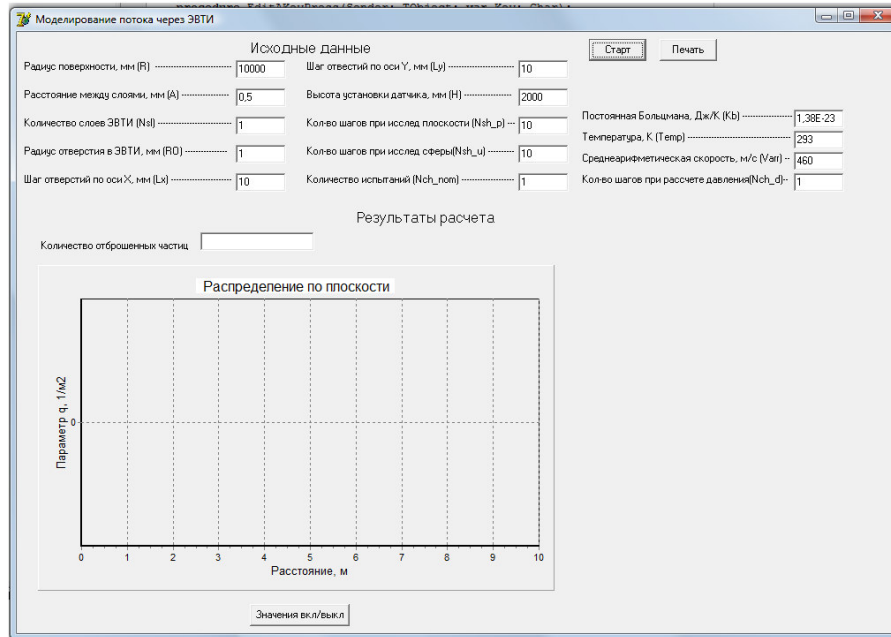 Моделирование потока через ЭВТИ
Исходные данные
Старт
Печать
Радиус поверхности, мм (R) 10000
Расстояние между слоями, мм (A) 0,5
Количество слоев ЭВТИ (Nsl) 1
Радиус отверстия в ЭВТИ, мм (RO) 1
Шаг отверстий по оси X, мм (Lx) 10
Шаг отвестий по оси Y, мм (Ly) 10
Высота установки датчика, мм (H) 2000
Кол-во шагов при исслед плоскости (Nsh_p) 10
Кол-во шагов при исслед сферы(Nsh_u) 10
Количество испытаний (Nch_nom) 1
Постоянная Больцмана, Дж/К (Kb) 1,38E-23
Температура, К (Temp) 293
Среднеарифметическая скорость, м/с (Varr) 460
Кол-во шагов при рассчете давления(Nch_d) 1
Результаты расчета
Количество отброшенных частиц
Распределение по плоскости
Параметр q, 1/м2
0
0 1 2 3 4 5 6 7 8 9 10
Расстояние, м
Значения вкл/выкл